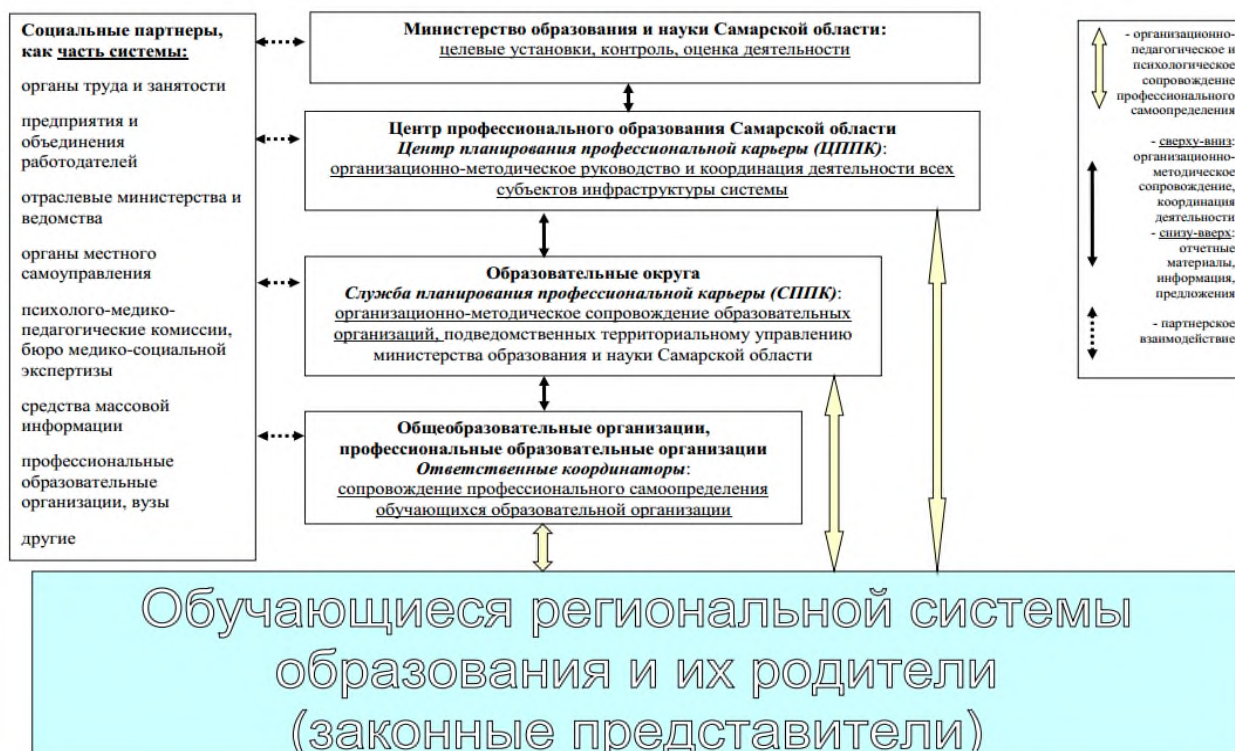 Социальные партнеры,
как часть системы:
органы труда и занятости
предприятия и
объединения
работодателей
отраслевые министерства и
ведомства
органы местного
самоуправления
психолого-медико-
педагогические комиссии,
бюро медико-социальной
экспертизы
средства массовой
информации
профессиональные
образовательные
организации, вузы
другие
Министерство образования и науки Самарской области:
целевые установки, контроль, оценка деятельности
Центр профессионального образования Самарской области
Центр планирования профессиональной карьеры (ЦППК):
организационно-методическое руководство и координация деятельности всех
субъектов инфраструктуры системы
Образовательные округа
Служба планирования профессиональной карьеры (СППК):
организационно-методическое сопровождение образовательных
организаций, подведомственных территориальному управлению
министерства образования и науки Самарской области
Общеобразовательные организации,
профессиональные образовательные организации
Ответственные координаторы:
сопровождение профессионального самоопределения
обучающихся образовательной организации
- организационно-
педагогическое и
психологическое
сопровождение
профессионального
самоопределения
- сверху-вниз:
организационно-
методическое
сопровождение,
координация
деятельности
- снизу-вверх:
отчетные
материалы,
информация,
предложения
- партнерское
взаимодействие
Обучающиеся региональной системы
образования и их родители
(законные представители)